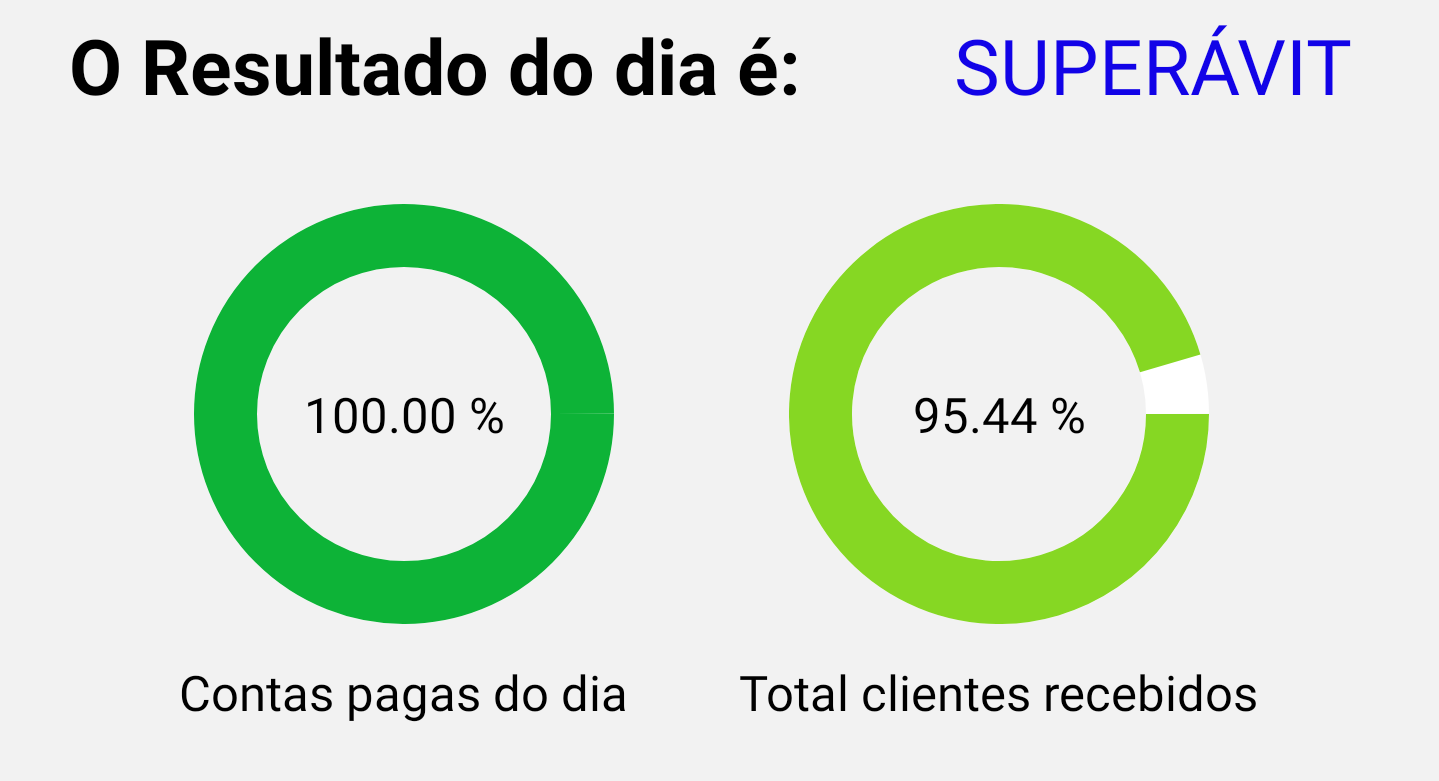 O Resultado do dia é: SUPERÁVIT
100.00 % 95.44 %
Contas pagas do dia Total clientes recebidos